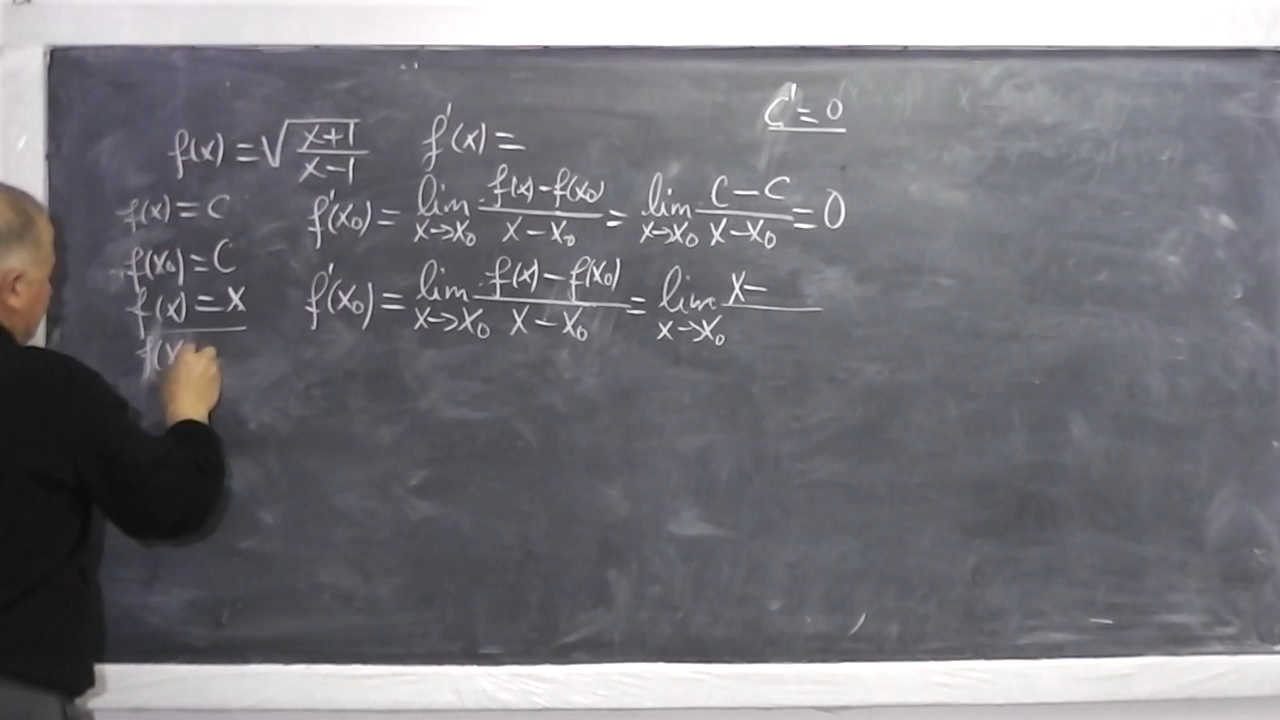 C' = 0
f(x) = √((x+1)/(x-1))   f'(x) =
f(x) = C   f'(x₀) = lim x→x₀ (f(x) - f(x₀))/(x - x₀) = lim x→x₀ (C - C)/(x - x₀) = 0
f(x₀) = C
f(x) = x   f'(x₀) = lim x→x₀ (f(x) - f(x₀))/(x - x₀) = lim x→x₀ x -
f(x